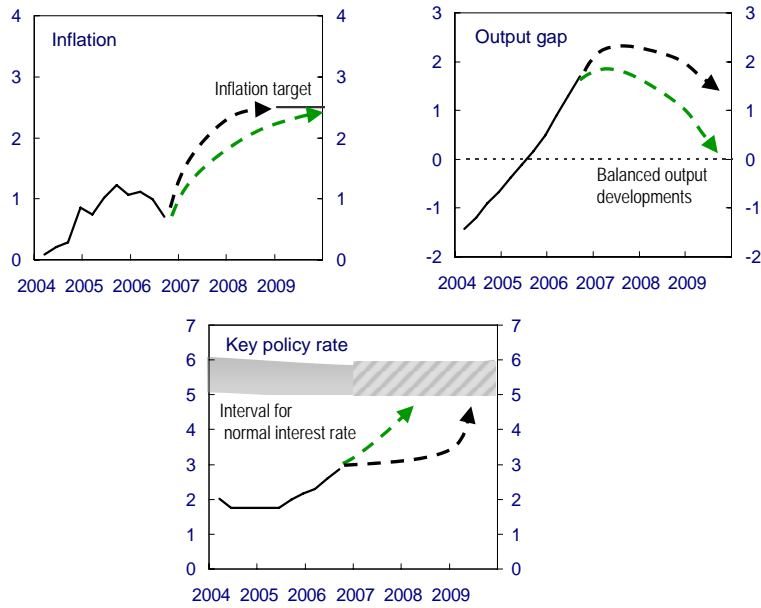 4 4
Inflation
3 3
Inflation target
2 2
1 1
0 0
2004 2005 2006 2007 2008 2009
3 3
Output gap
2 2
1 1
0 0
Balanced output
developments
-1 -1
-2 -2
2004 2005 2006 2007 2008 2009
7 7
Key policy rate
6 6
5 5
Interval for
normal interest rate
4 4
3 3
2 2
1 1
0 0
2004 2005 2006 2007 2008 2009